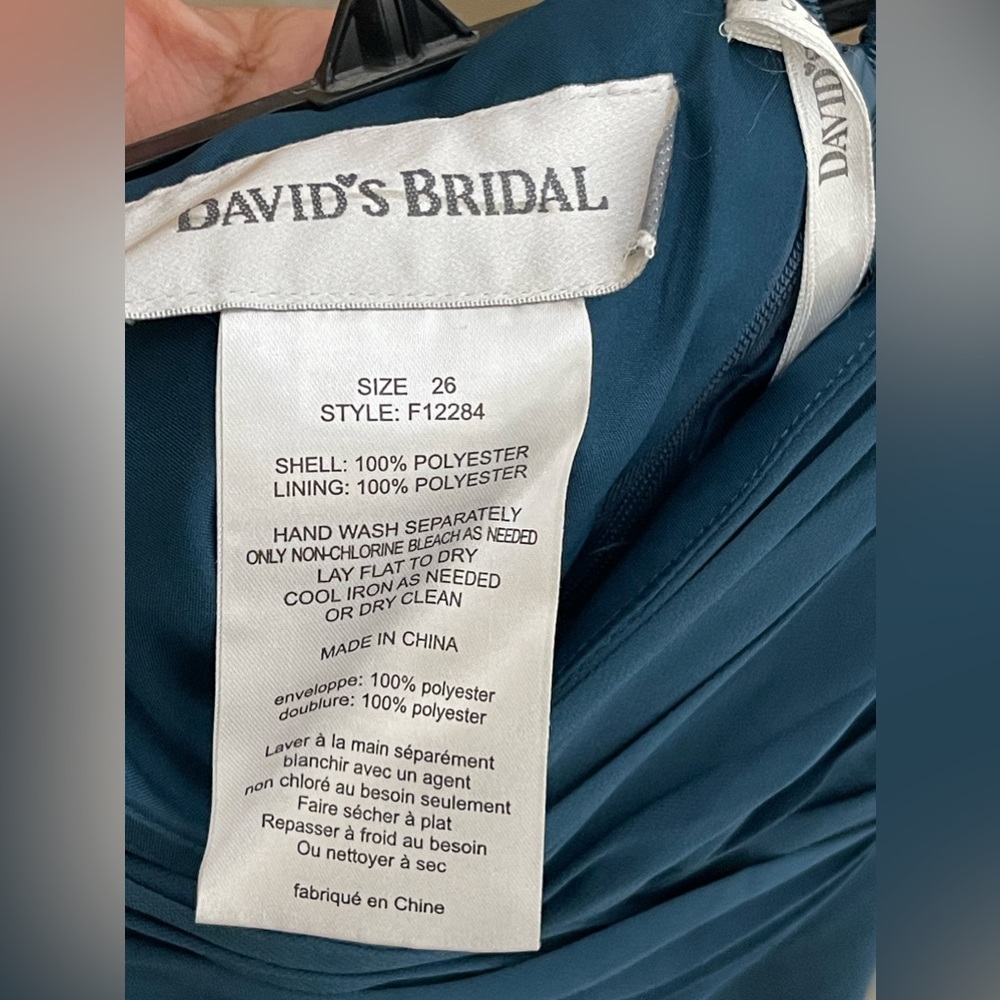 DAVID'S BRIDAL
DAVID'S
SIZE 26
STYLE: F12284
SHELL: 100% POLYESTER
LINING: 100% POLYESTER
HAND WASH SEPARATELY
ONLY NON-CHLORINE BLEACH AS NEEDED
LAY FLAT TO DRY
COOL IRON AS NEEDED
OR DRY CLEAN
MADE IN CHINA
enveloppe: 100% polyester
doublure: 100% polyester
Laver à la main séparément
blanchir avec un agent
non chloré au besoin seulement
Faire sécher à plat
Repasser à froid au besoin
Ou nettoyer à sec
fabriqué en Chine